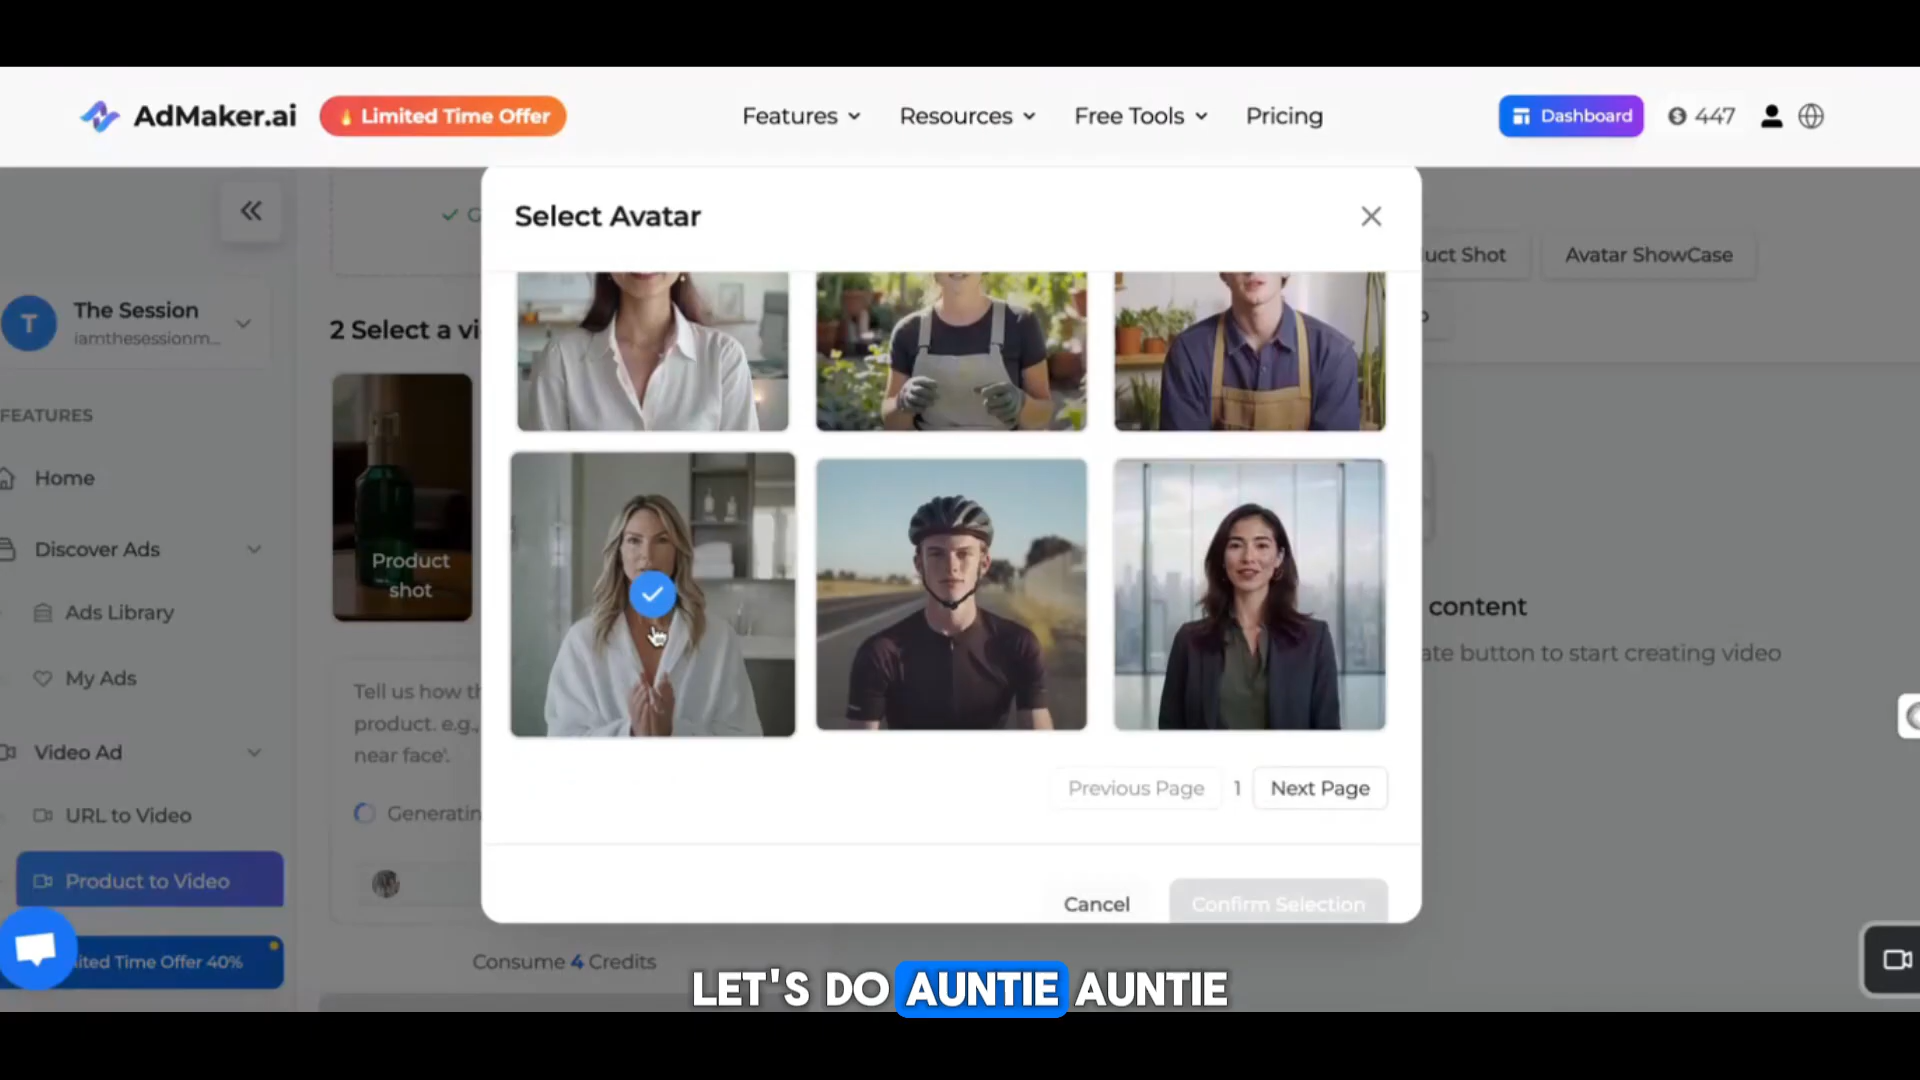 AdMaker.ai
Limited Time Offer
Features
Resources
Free Tools
Pricing
Dashboard
447
Select Avatar
T
The Session
iamthesessionm...
2 Select a vi
uct Shot
Avatar ShowCase
FEATURES
Home
Discover Ads
Ads Library
My Ads
Video Ad
URL to Video
Product to Video
ited Time Offer 40%
Product
shot
Tell us how th
product. e.g.,
near face'.
Generatin
Consume 4 Credits
content
ate button to start creating video
Previous Page
1
Next Page
Cancel
Confirm Selection
LET'S DO AUNTIE AUNTIE